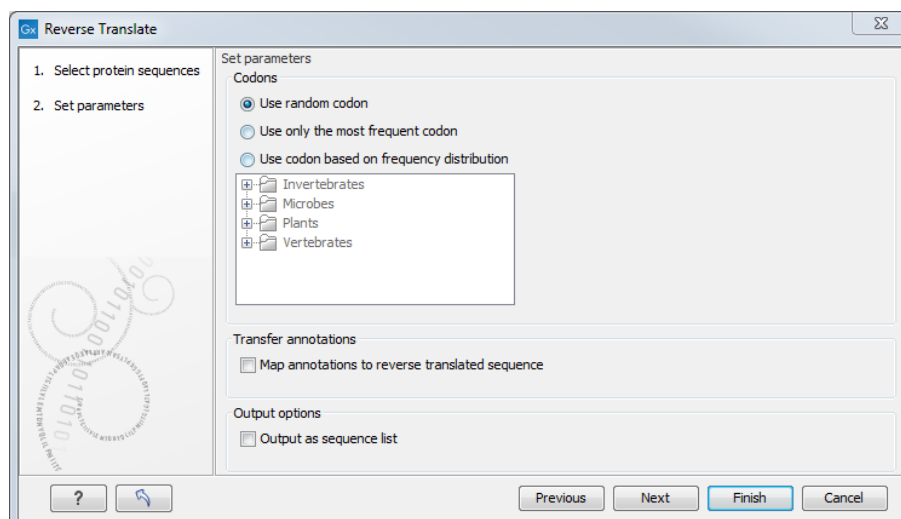 Gx Reverse Translate
1. Select protein sequences
2. Set parameters
Set parameters
Codons
Use random codon
Use only the most frequent codon
Use codon based on frequency distribution
Invertebrates
Microbes
Plants
Vertebrates
Transfer annotations
Map annotations to reverse translated sequence
Output options
Output as sequence list
?
Previous
Next
Finish
Cancel